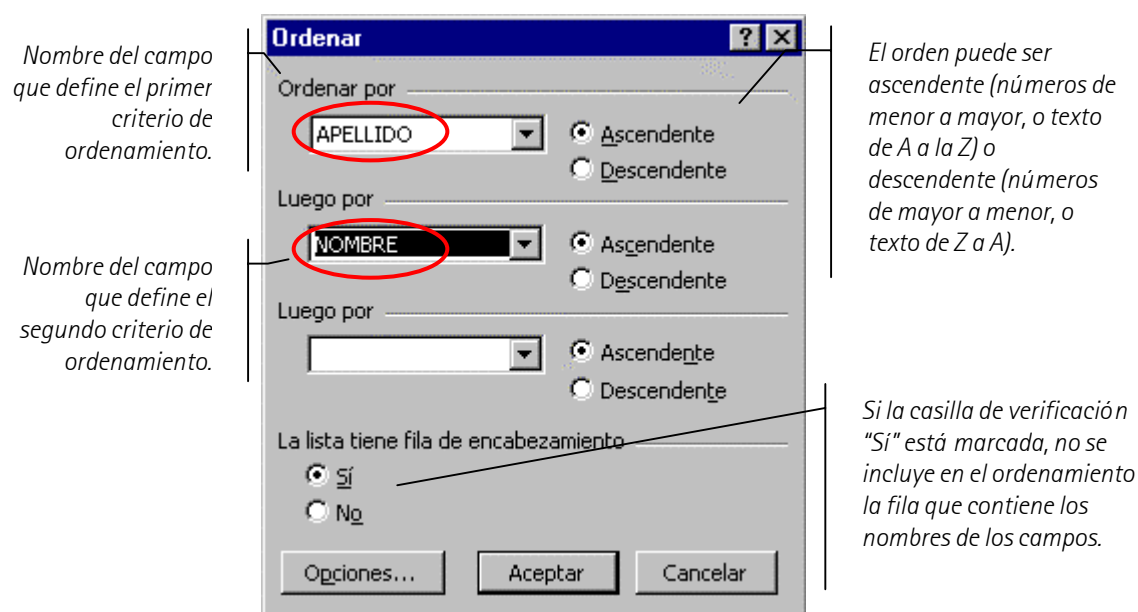 Nombre del campo
que define el primer
criterio de
ordenamiento.
Nombre del campo
que define el
segundo criterio de
ordenamiento.
Ordenar
Ordenar por
APELLIDO
Ascendente
Descendente
Luego por
NOMBRE
Ascendente
Descendente
Luego por
Ascendente
Descendente
La lista tiene fila de encabezamiento
Sí
No
Opciones...
Aceptar
Cancelar
El orden puede ser
ascendente (números de
menor a mayor, o texto
de A a la Z) o
descendente (números
de mayor a menor, o
texto de Z a A).
Si la casilla de verificación
"Sí" está marcada, no se
incluye en el ordenamiento
la fila que contiene los
nombres de los campos.